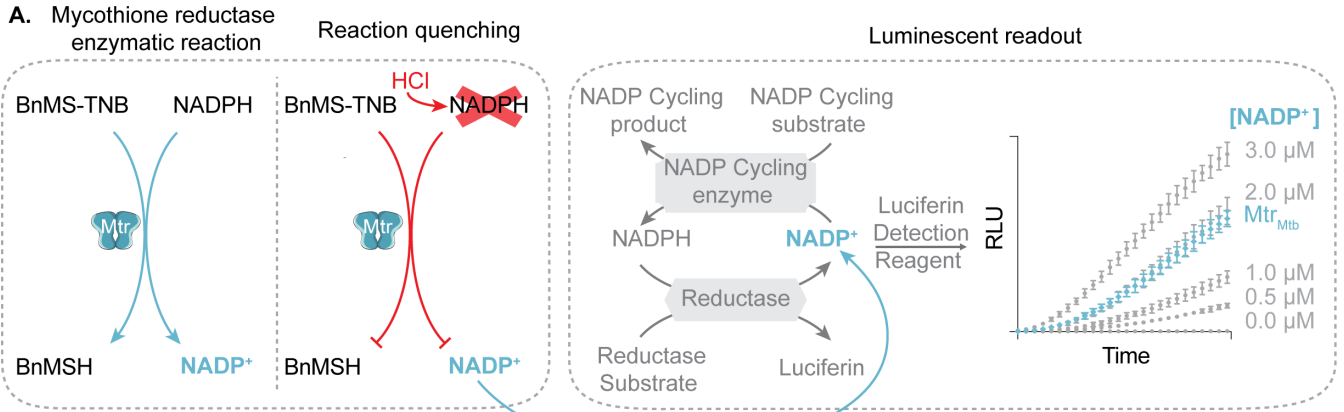 A.
Mycothione reductase
enzymatic reaction
Reaction quenching
Luminescent readout
BnMS-TNB
NADPH
Mtr
BnMSH
NADP⁺
HCl
BnMS-TNB
NADPH
Mtr
BnMSH
NADP⁺
NADP Cycling
product
NADP Cycling
substrate
NADP Cycling
enzyme
NADPH
NADP⁺
Reductase
Reductase
Substrate
Luciferin
Luciferin
Detection
Reagent
RLU
Time
[NADP⁺]
3.0 µM
2.0 µM
Mtr Mtb
1.0 µM
0.5 µM
0.0 µM